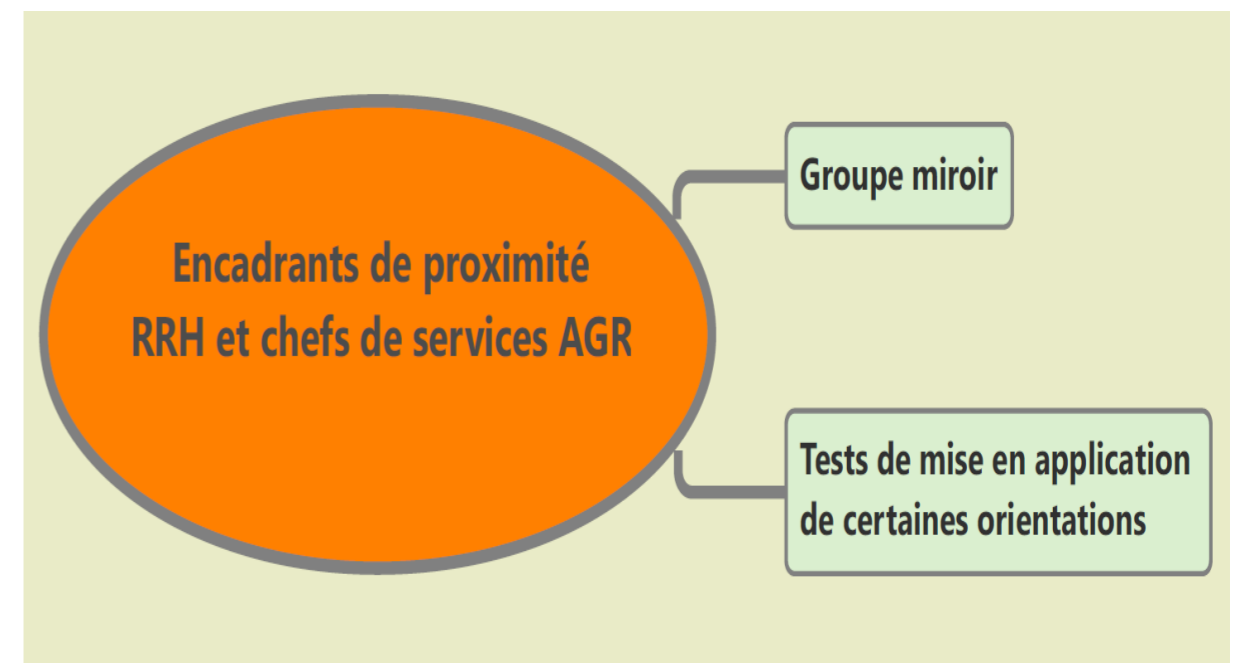 Encadrants de proximité
RRH et chefs de services AGR
Groupe miroir
Tests de mise en application
de certaines orientations